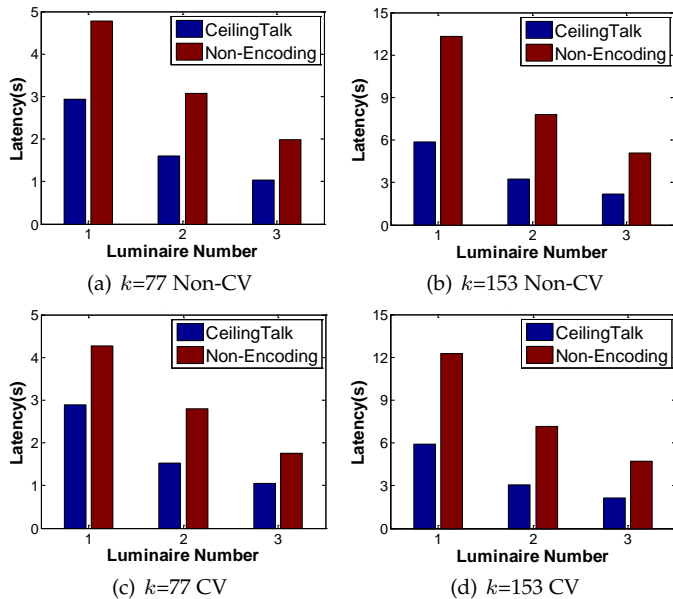 5
4
3
2
1
0
Latency(s)
CeilingTalk
Non-Encoding
1 2 3
Luminaire Number
(a) k=77 Non-CV
15
12
9
6
3
0
Latency(s)
CeilingTalk
Non-Encoding
1 2 3
Luminaire Number
(b) k=153 Non-CV
5
4
3
2
1
0
Latency(s)
CeilingTalk
Non-Encoding
1 2 3
Luminaire Number
(c) k=77 CV
15
12
9
6
3
0
Latency(s)
CeilingTalk
Non-Encoding
1 2 3
Luminaire Number
(d) k=153 CV